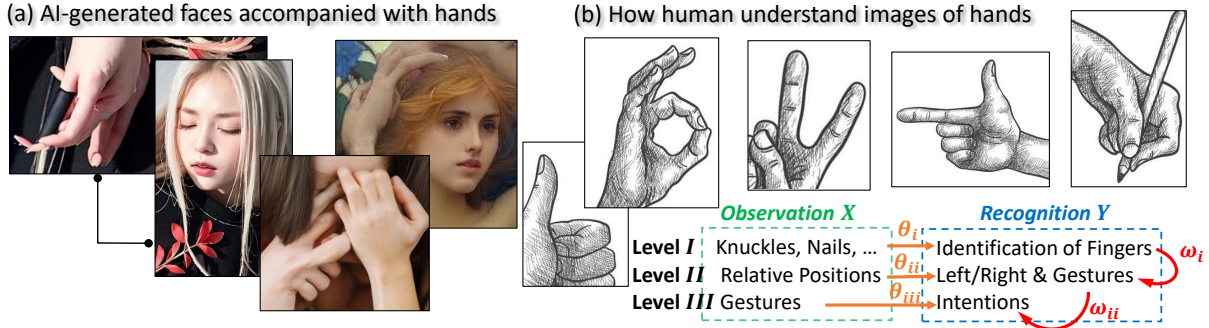 (a) AI-generated faces accompanied with hands
(b) How human understand images of hands
Observation X
Recognition Y
Level I Knuckles, Nails, ... θi Identification of Fingers
ωi
Level II Relative Positions θii Left/Right & Gestures
Level III Gestures θiii Intentions
ωii